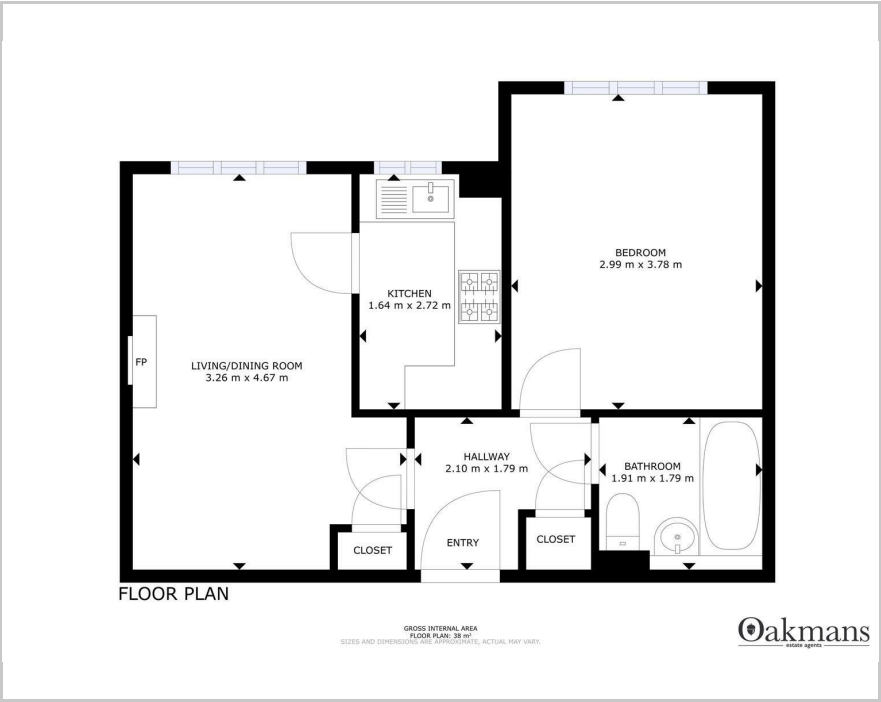 BEDROOM
2.99 m x 3.78 m
KITCHEN
1.64 m x 2.72 m
FP
LIVING/DINING ROOM
3.26 m x 4.67 m
HALLWAY
2.10 m x 1.79 m
BATHROOM
1.91 m x 1.79 m
CLOSET
ENTRY
CLOSET
FLOOR PLAN
GROSS INTERNAL AREA
FLOOR PLAN: 38 m²
SIZES AND DIMENSIONS ARE APPROXIMATE, ACTUAL MAY VARY.
Oakmans
estate agents